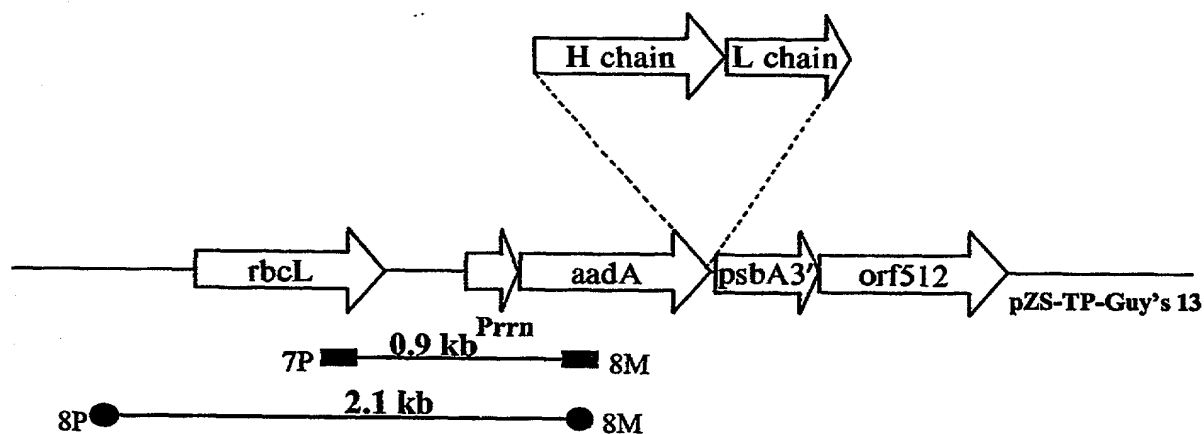 H chain L chain
rbcL aadA psbA3' orf512
Prrn pZS-TP-Guy's 13
7P 0.9 kb 8M
8P 2.1 kb 8M